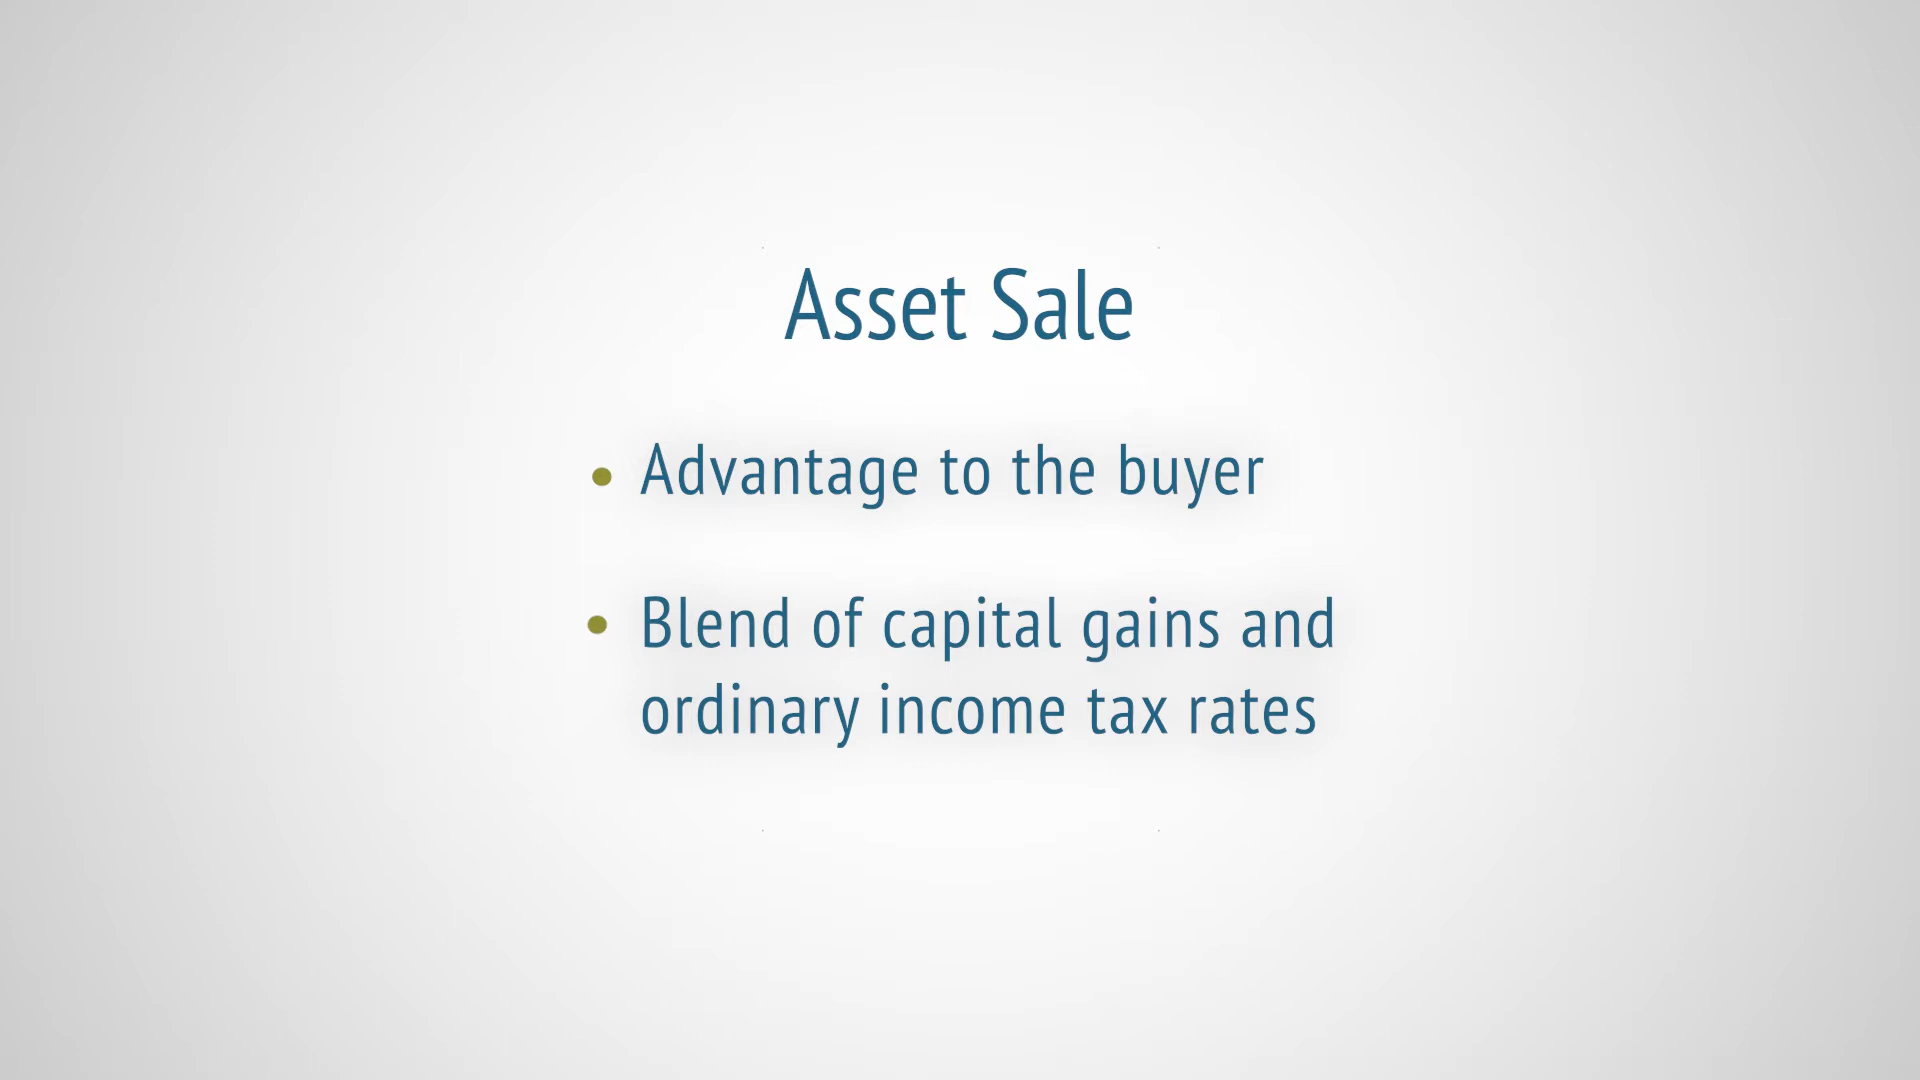 Asset Sale
• Advantage to the buyer
• Blend of capital gains and
ordinary income tax rates